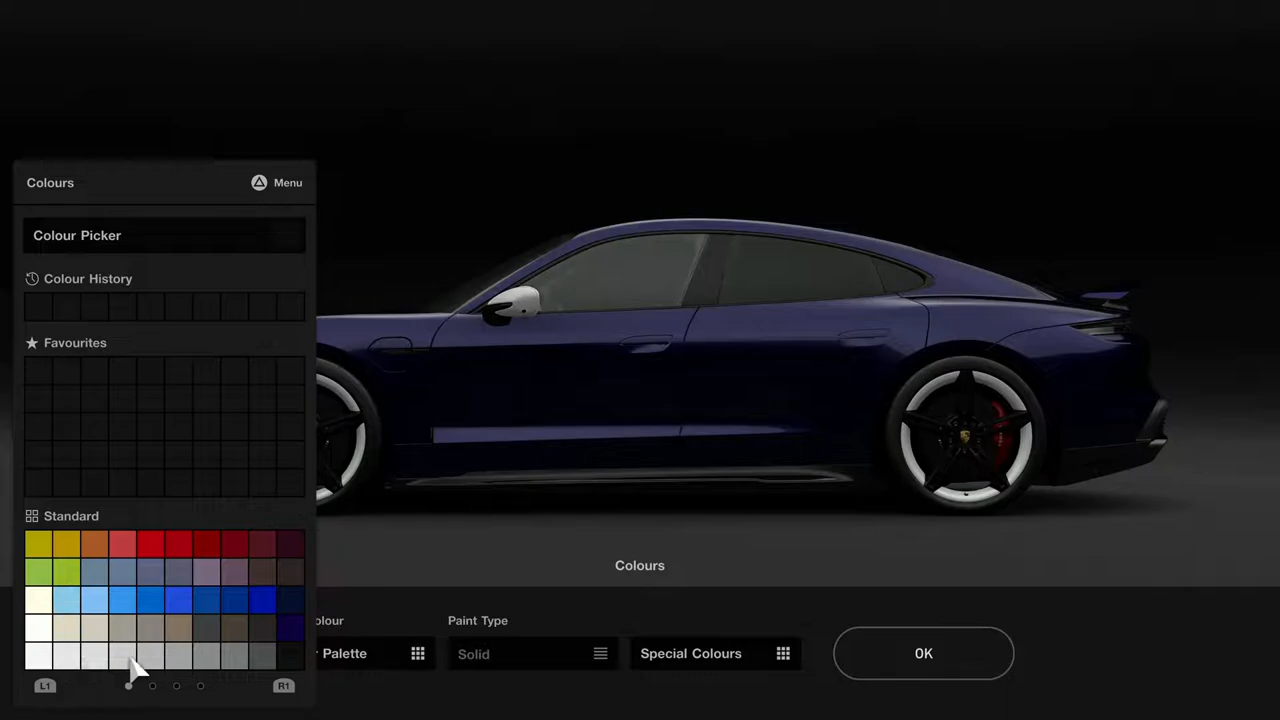 Colours
Menu
Colour Picker
Colour History
Favourites
Standard
L1
R1
Colours
olour
Paint Type
r Palette
Solid
Special Colours
OK